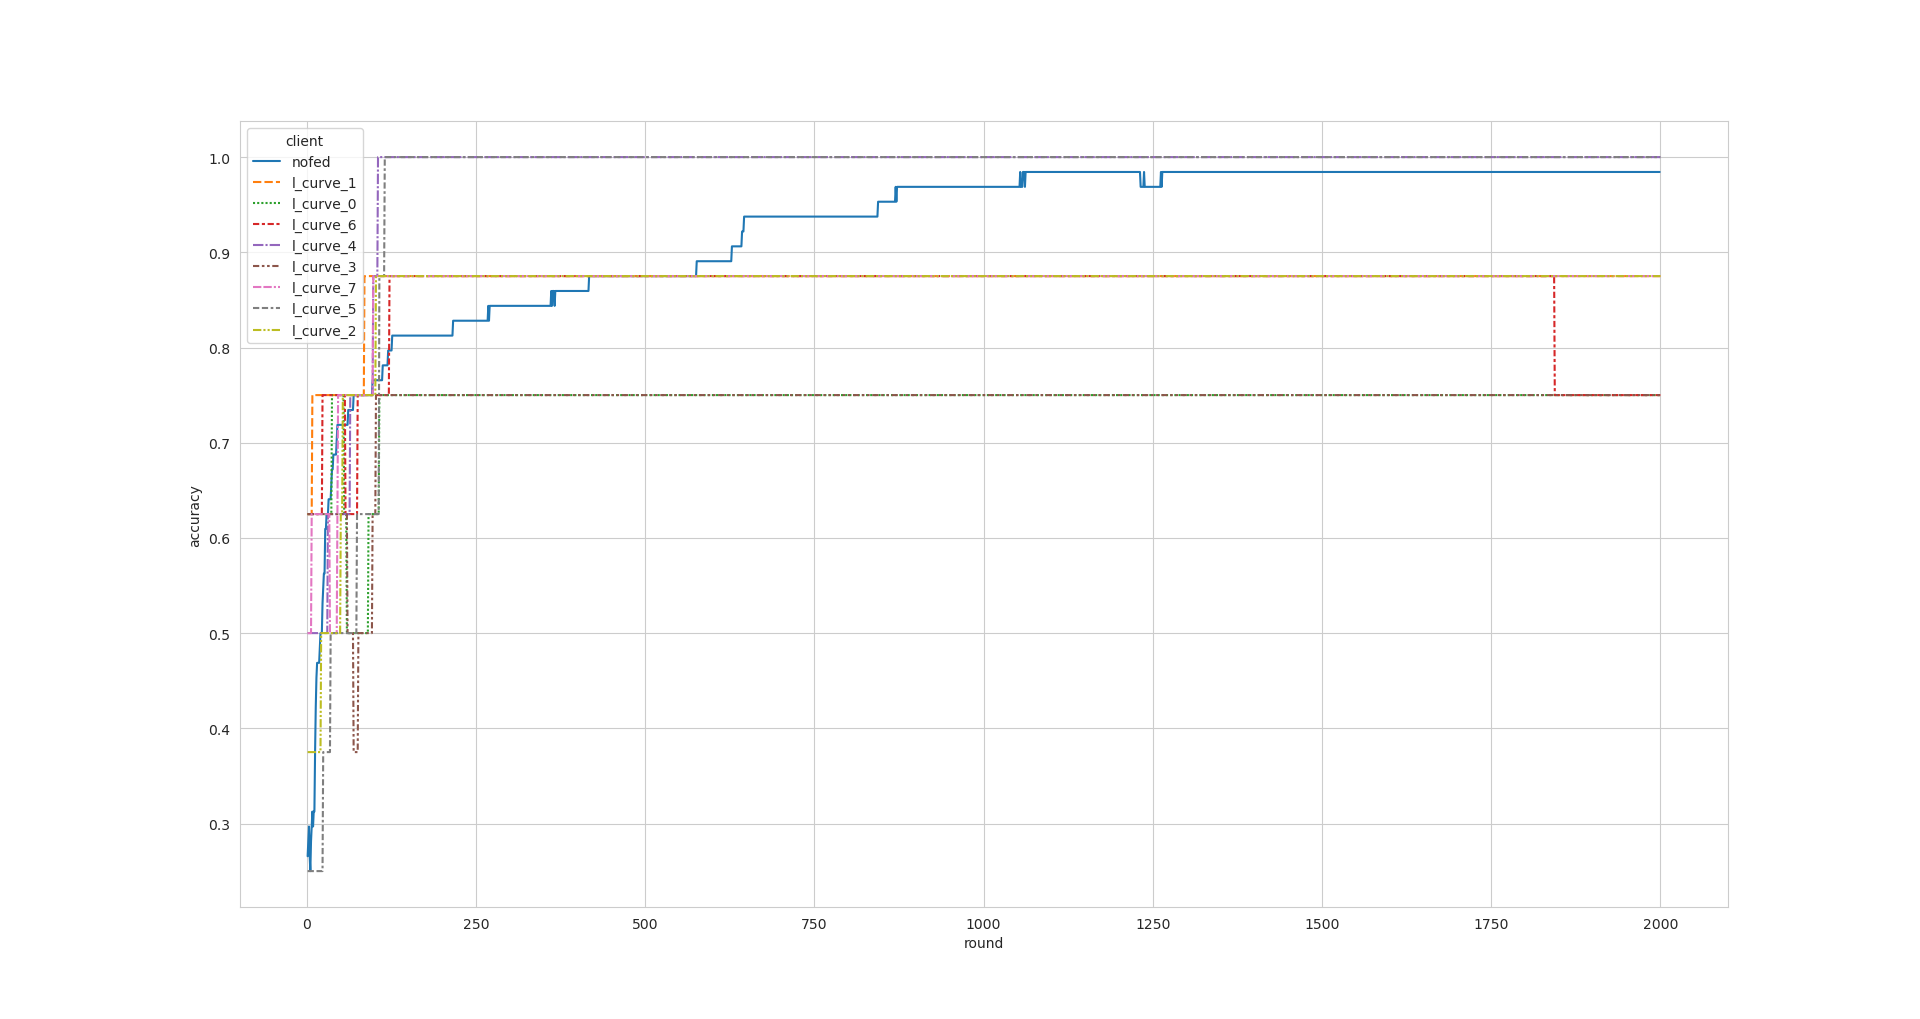 client
nofed
l_curve_1
l_curve_0
l_curve_6
l_curve_4
l_curve_3
l_curve_7
l_curve_5
l_curve_2
accuracy
1.0
0.9
0.8
0.7
0.6
0.5
0.4
0.3
0 250 500 750 1000 1250 1500 1750 2000
round